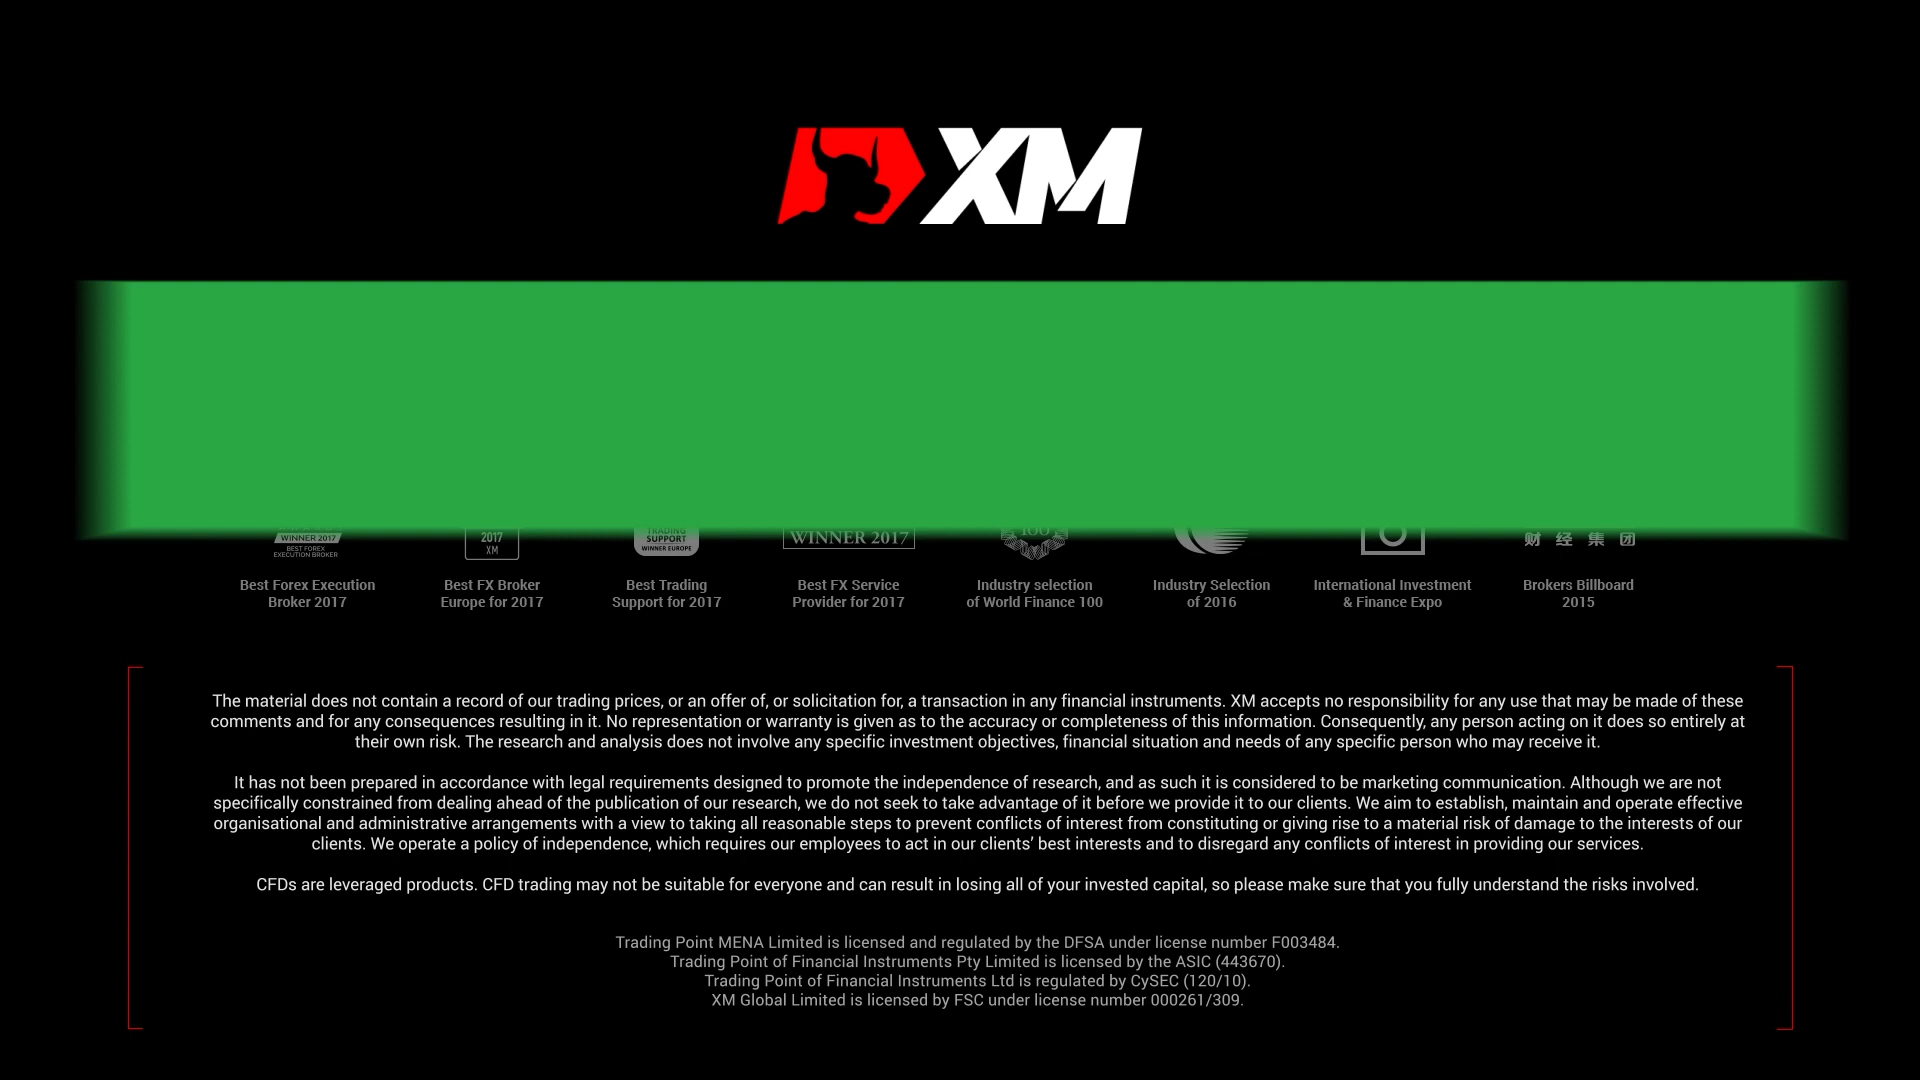 XM
WINNER 2017
BEST FOREX
EXECUTION BROKER
2017
XM
TRADING
SUPPORT
WINNER EUROPE
WINNER 2017
100
财 经 集 团
Best Forex Execution
Broker 2017
Best FX Broker
Europe for 2017
Best Trading
Support for 2017
Best FX Service
Provider for 2017
Industry selection
of World Finance 100
Industry Selection
of 2016
International Investment
& Finance Expo
Brokers Billboard
2015
The material does not contain a record of our trading prices, or an offer of, or solicitation for, a transaction in any financial instruments. XM accepts no responsibility for any use that may be made of these
comments and for any consequences resulting in it. No representation or warranty is given as to the accuracy or completeness of this information. Consequently, any person acting on it does so entirely at
their own risk. The research and analysis does not involve any specific investment objectives, financial situation and needs of any specific person who may receive it.
It has not been prepared in accordance with legal requirements designed to promote the independence of research, and as such it is considered to be marketing communication. Although we are not
specifically constrained from dealing ahead of the publication of our research, we do not seek to take advantage of it before we provide it to our clients. We aim to establish, maintain and operate effective
organisational and administrative arrangements with a view to taking all reasonable steps to prevent conflicts of interest from constituting or giving rise to a material risk of damage to the interests of our
clients. We operate a policy of independence, which requires our employees to act in our clients’ best interests and to disregard any conflicts of interest in providing our services.
CFDs are leveraged products. CFD trading may not be suitable for everyone and can result in losing all of your invested capital, so please make sure that you fully understand the risks involved.
Trading Point MENA Limited is licensed and regulated by the DFSA under license number F003484.
Trading Point of Financial Instruments Pty Limited is licensed by the ASIC (443670).
Trading Point of Financial Instruments Ltd is regulated by CySEC (120/10).
XM Global Limited is licensed by FSC under license number 000261/309.